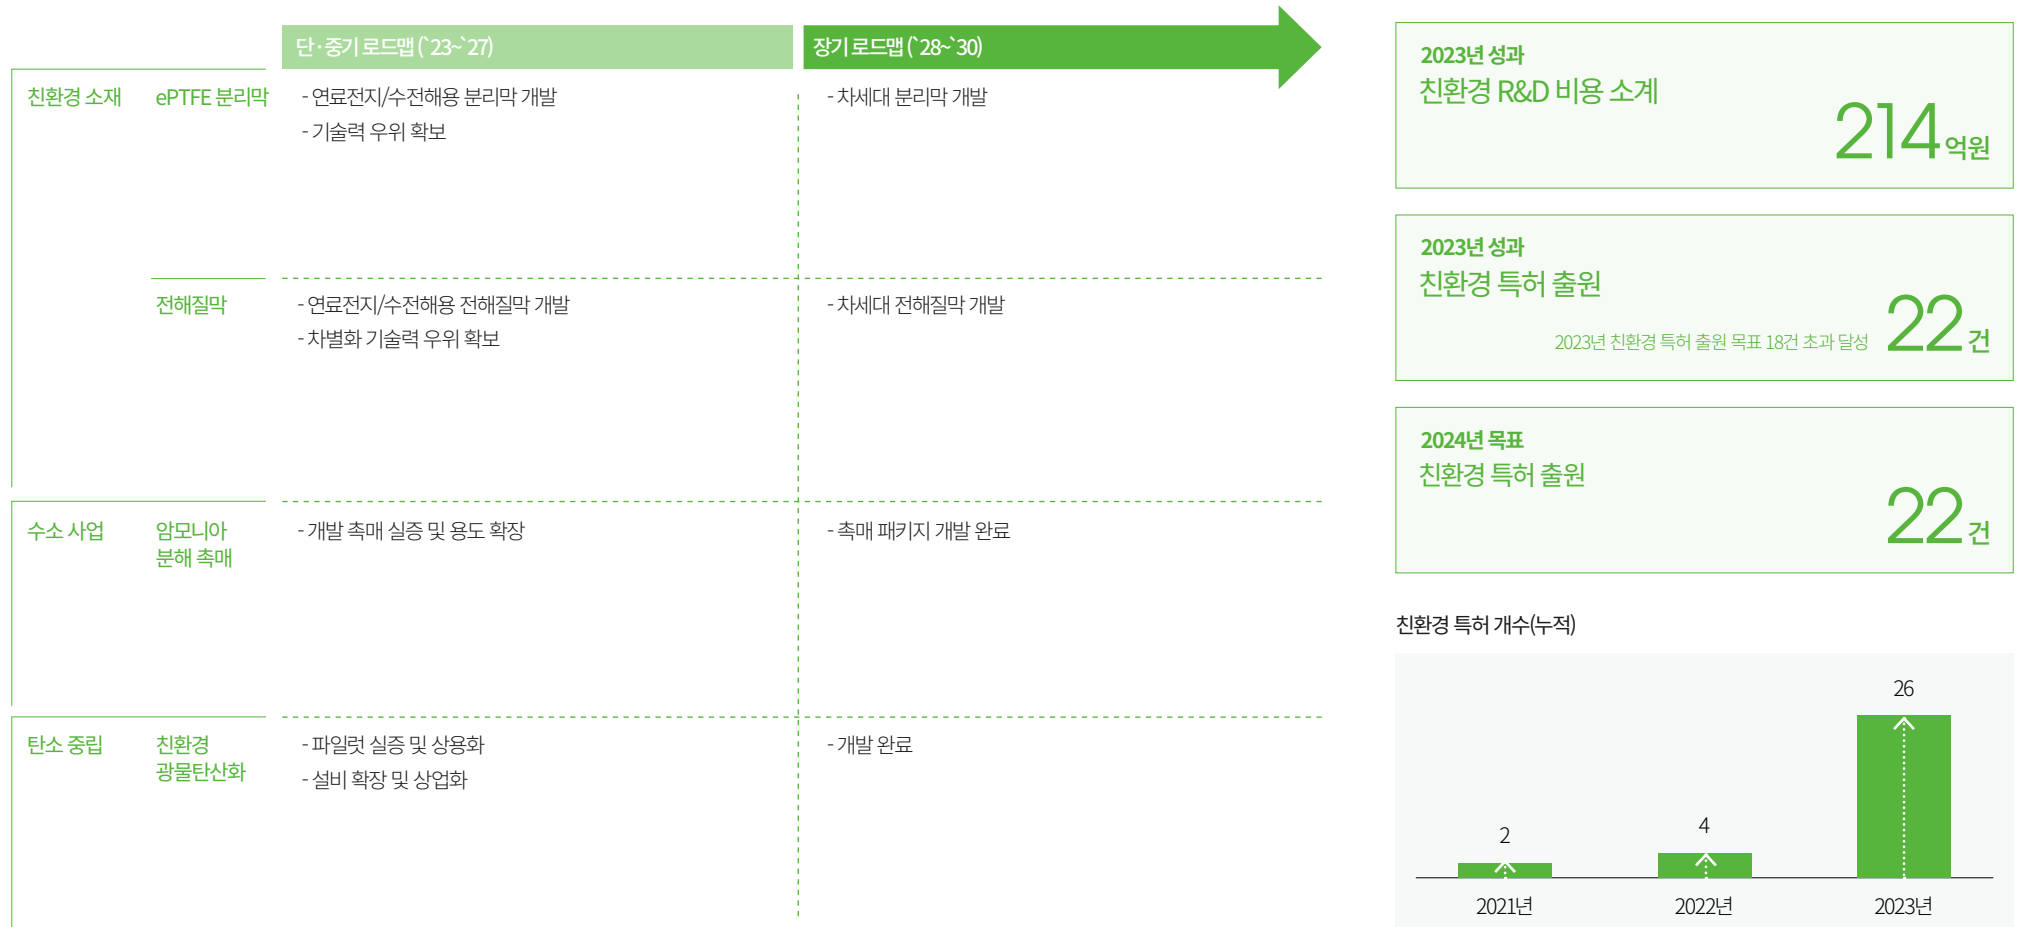 단·중기 로드맵 (`23~`27)
장기 로드맵 (`28~`30)
친환경 소재
ePTFE 분리막
- 연료전지/수전해용 분리막 개발
- 기술력 우위 확보
- 차세대 분리막 개발
전해질막
- 연료전지/수전해용 전해질막 개발
- 차별화 기술력 우위 확보
- 차세대 전해질막 개발
수소 사업
암모니아
분해 촉매
- 개발 촉매 실증 및 용도 확장
- 촉매 패키지 개발 완료
탄소 중립
친환경
광물탄산화
- 파일럿 실증 및 상용화
- 설비 확장 및 상업화
- 개발 완료
2023년 성과
친환경 R&D 비용 소계
214억원
2023년 성과
친환경 특허 출원
2023년 친환경 특허 출원 목표 18건 초과 달성
22건
2024년 목표
친환경 특허 출원
22건
친환경 특허 개수(누적)
2
4
26
2021년
2022년
2023년